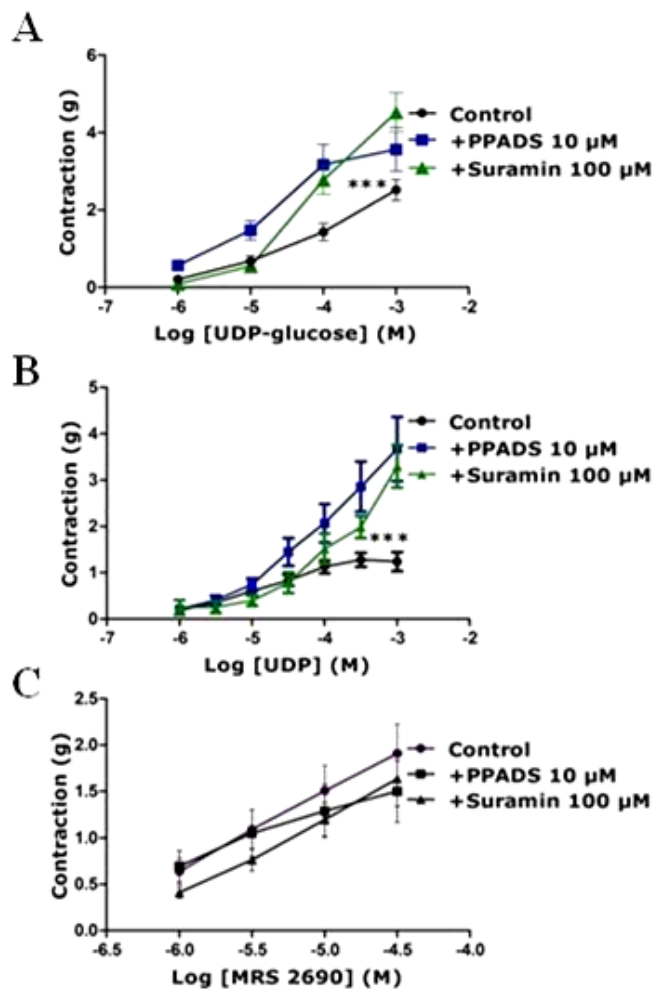 A
Contraction (g)
6
4
2
0
-7
-6
-5
-4
-3
-2
Log [UDP-glucose] (M)
Control
+PPADS 10 µM
+Suramin 100 µM
***
B
Contraction (g)
5
4
3
2
1
0
-7
-6
-5
-4
-3
-2
Log [UDP] (M)
Control
+PPADS 10 µM
+Suramin 100 µM
***
C
Contraction (g)
2.5
2.0
1.5
1.0
0.5
0.0
-6.5
-6.0
-5.5
-5.0
-4.5
-4.0
Log [MRS 2690] (M)
Control
+PPADS 10 µM
+Suramin 100 µM